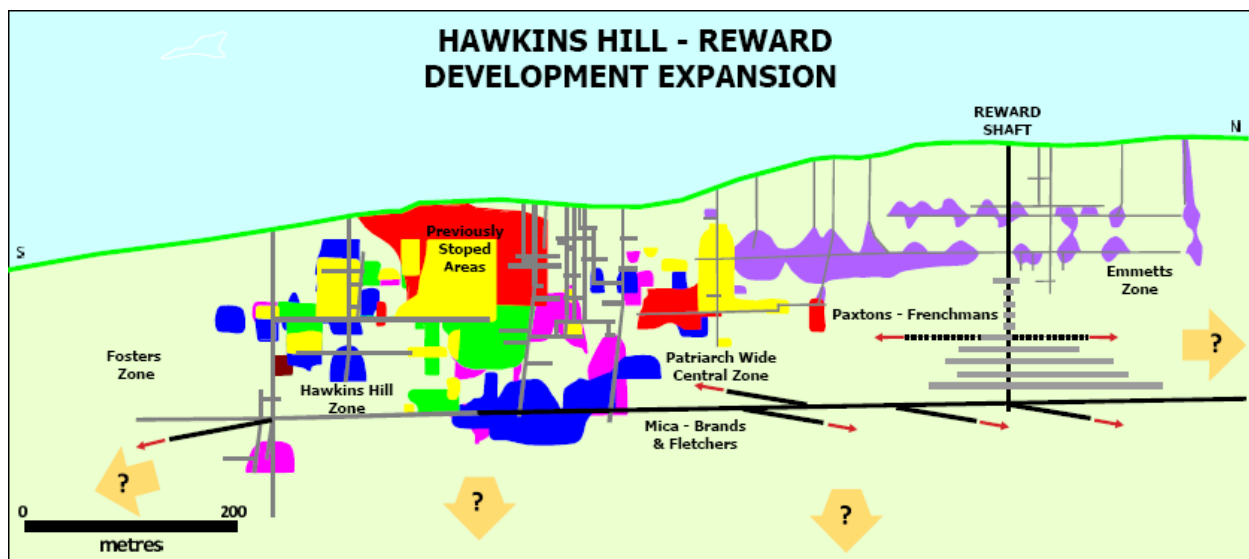 HAWKINS HILL - REWARD
DEVELOPMENT EXPANSION
REWARD
SHAFT
N
S
Previously
Stoped
Areas
Emmetts
Zone
Paxtons - Frenchmans
?
Fosters
Zone
Patriarch Wide
Central Zone
Hawkins Hill
Zone
Mica - Brands
& Fletchers
?
?
?
0 200
metres